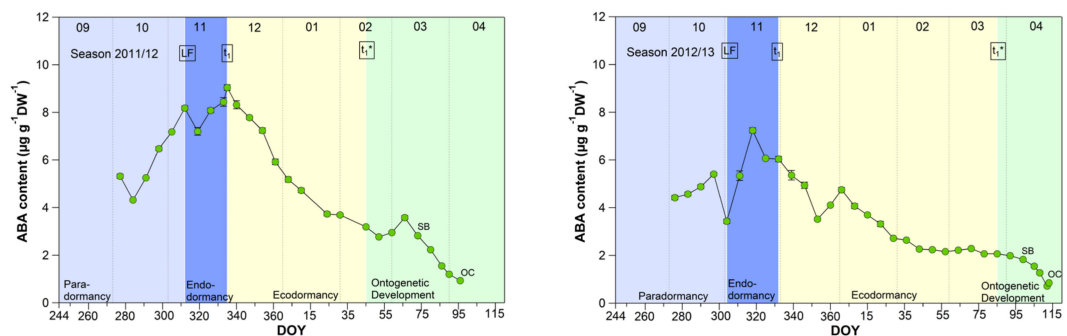 12
10
8
6
4
2
0
ABA content (µg g⁻¹DW⁻¹)
09 10 11 12 01 02 03 04
Season 2011/12
LF
t₁
t₁*
SB
OC
Para-
dormancy
Endo-
dormancy
Ecodormancy
Ontogenetic
Development
244 260 280 300 320 340 360 15 35 55 75 95 115
DOY
12
10
8
6
4
2
0
ABA content (µg g⁻¹DW⁻¹)
09 10 11 12 01 02 03 04
Season 2012/13
LF
t₁
t₁*
SB
OC
Paradormancy
Endo-
dormancy
Ecodormancy
Ontogenetic
Development
244 260 280 300 320 340 360 15 35 55 75 95 115
DOY